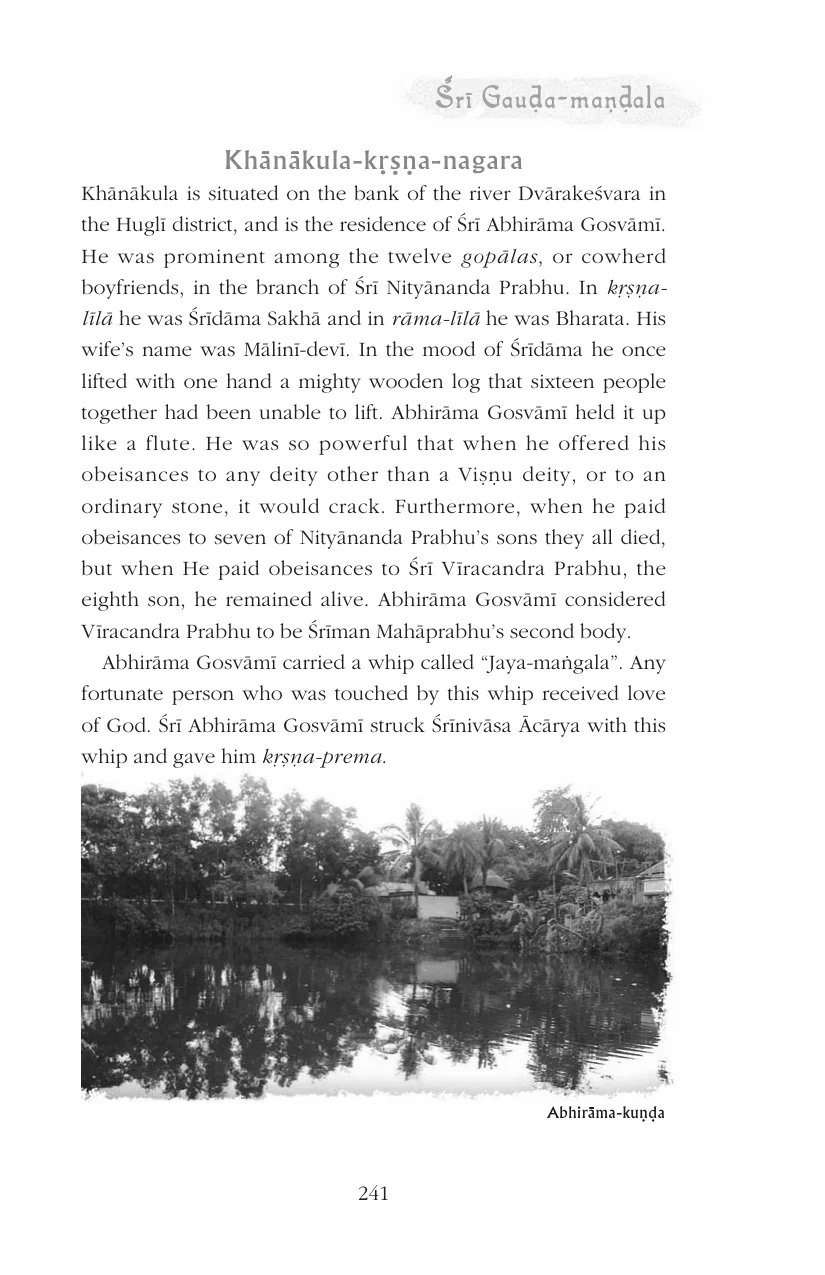 Śrī Gauḍa-maṇḍala
Khānākula-kṛṣṇa-nagara
Khānākula is situated on the bank of the river Dvārakeśvara in
the Huglī district, and is the residence of Śrī Abhirāma Gosvāmī.
He was prominent among the twelve gopālas, or cowherd
boyfriends, in the branch of Śrī Nityānanda Prabhu. In kṛṣṇa-
līlā he was Śrīdāma Sakhā and in rāma-līlā he was Bharata. His
wife’s name was Mālinī-devī. In the mood of Śrīdāma he once
lifted with one hand a mighty wooden log that sixteen people
together had been unable to lift. Abhirāma Gosvāmī held it up
like a flute. He was so powerful that when he offered his
obeisances to any deity other than a Viṣṇu deity, or to an
ordinary stone, it would crack. Furthermore, when he paid
obeisances to seven of Nityānanda Prabhu’s sons they all died,
but when He paid obeisances to Śrī Vīracandra Prabhu, the
eighth son, he remained alive. Abhirāma Gosvāmī considered
Vīracandra Prabhu to be Śrīman Mahāprabhu’s second body.
Abhirāma Gosvāmī carried a whip called “Jaya-maṅgala”. Any
fortunate person who was touched by this whip received love
of God. Śrī Abhirāma Gosvāmī struck Śrīnivāsa Ācārya with this
whip and gave him kṛṣṇa-prema.
Abhirāma-kuṇḍa
241